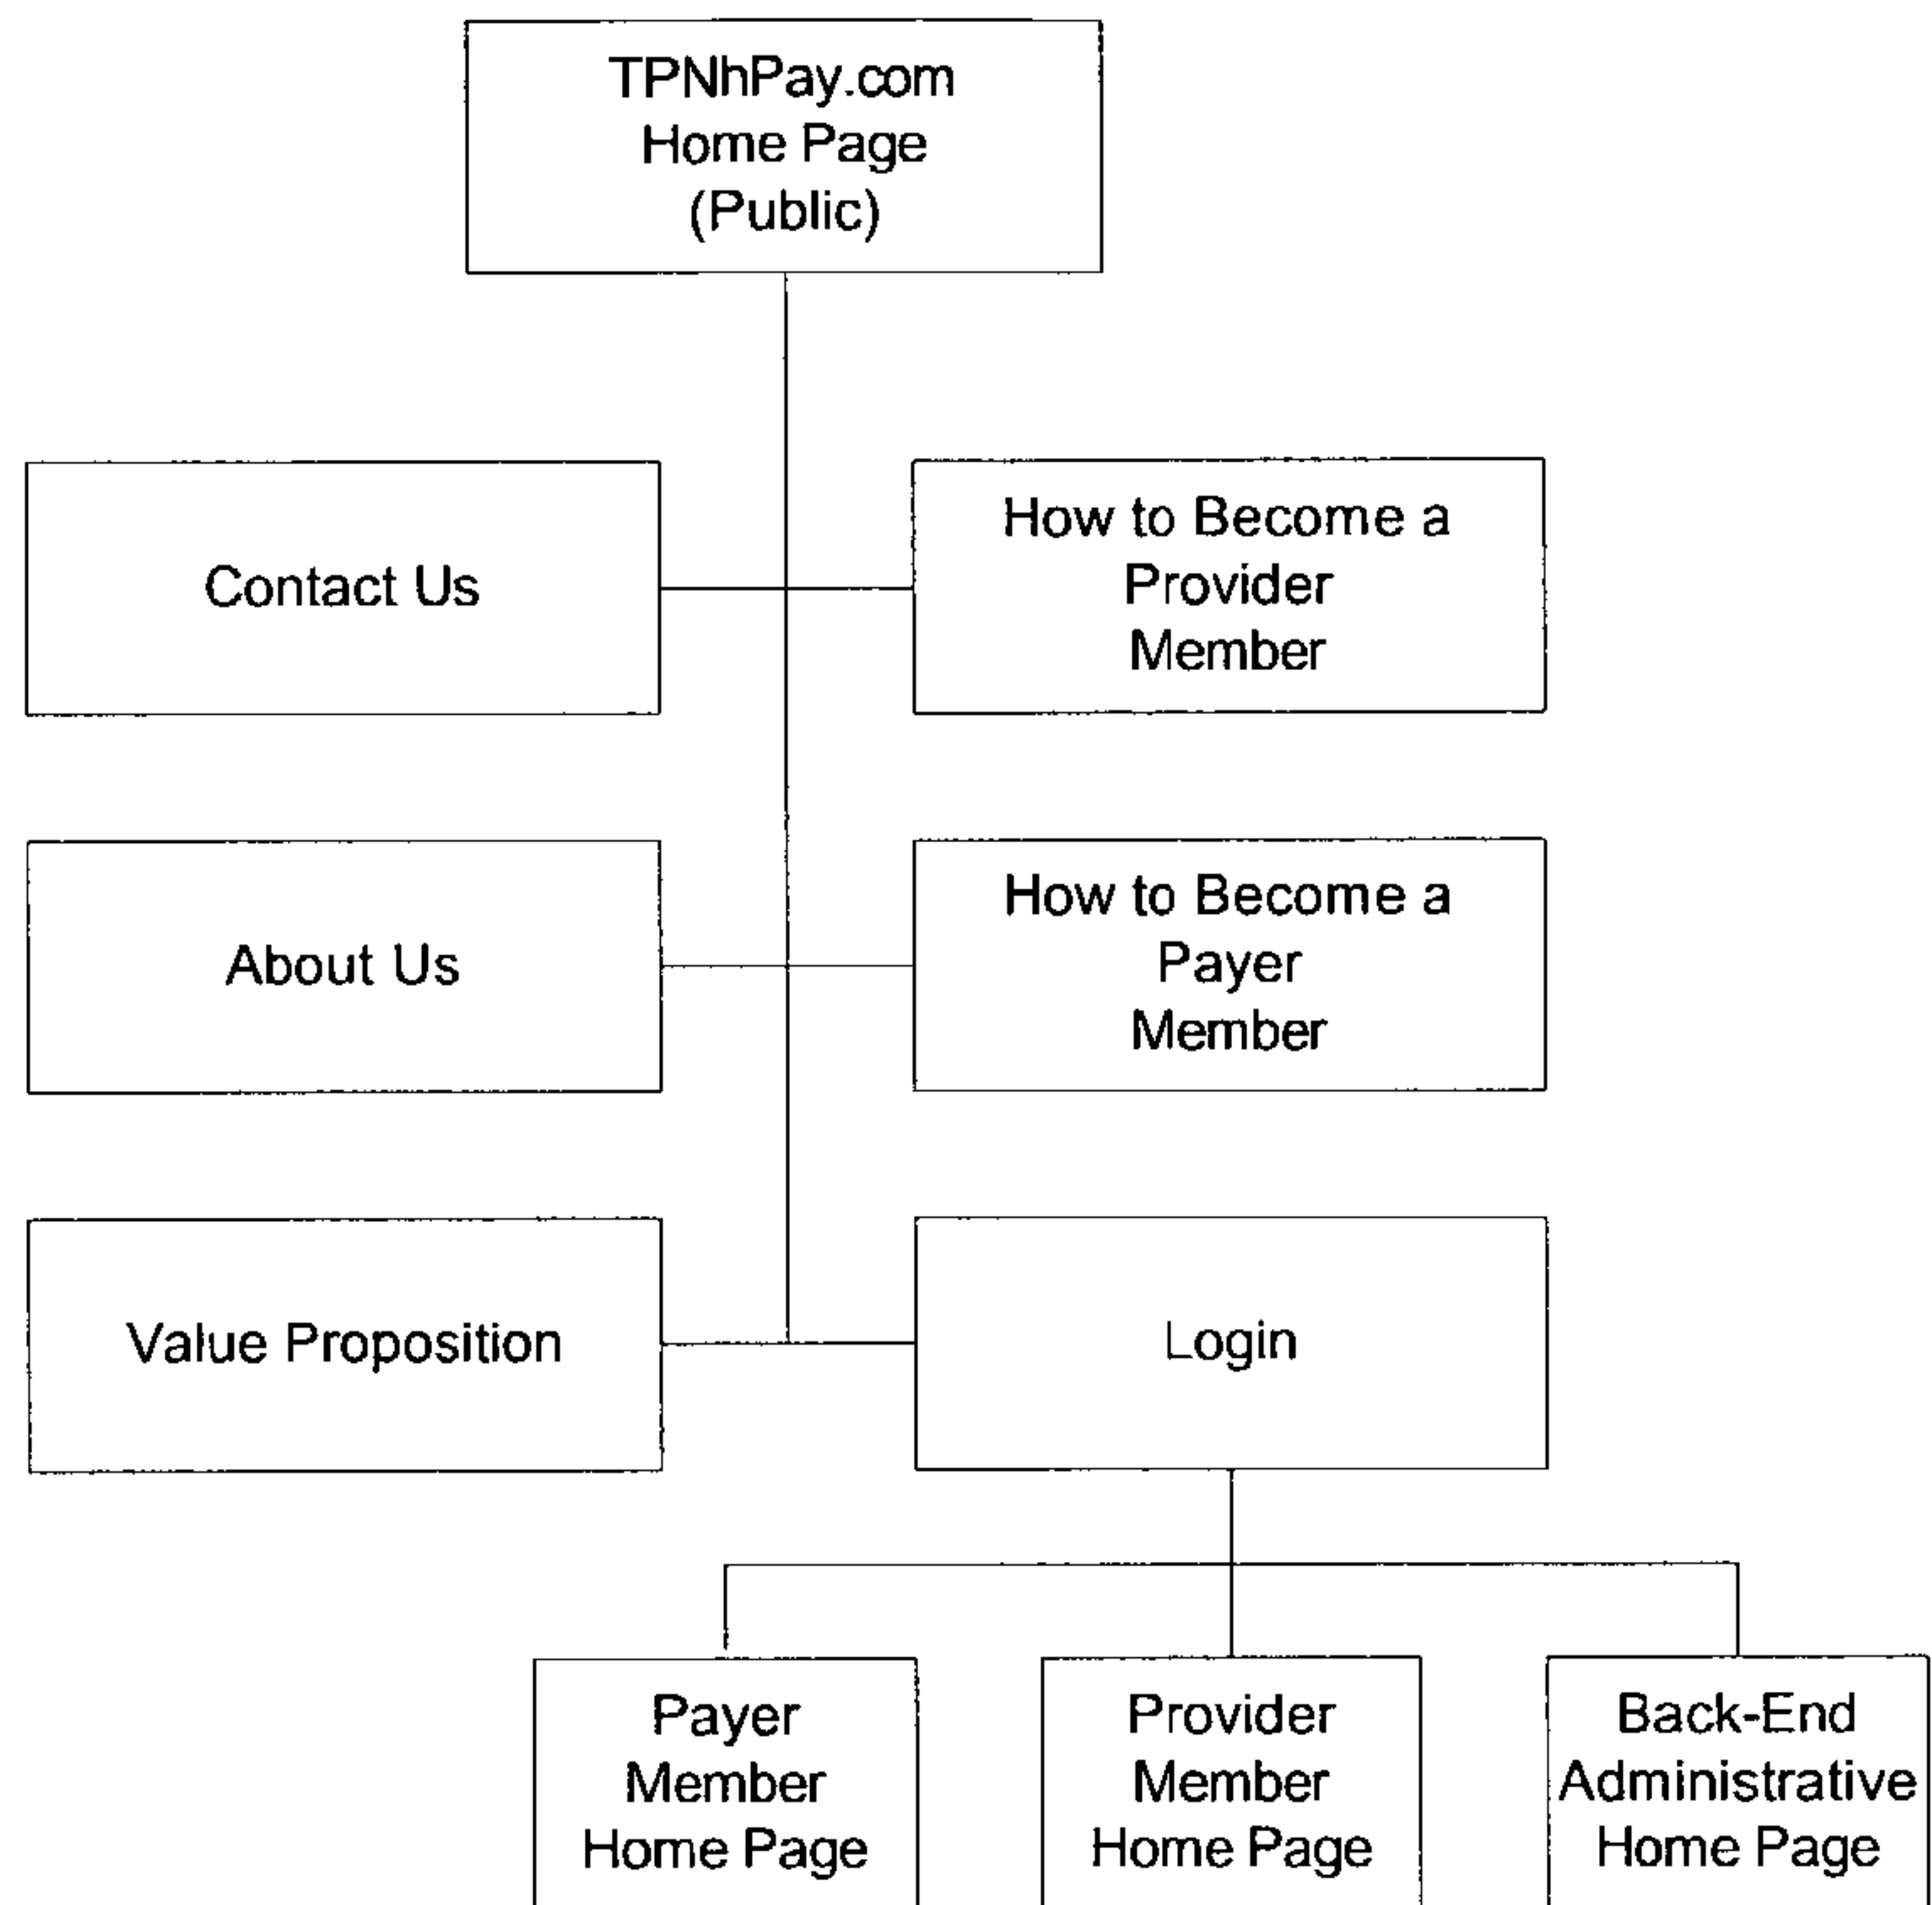 TPNhPay.com
Home Page
(Public)
Contact Us
How to Become a
Provider
Member
About Us
How to Become a
Payer
Member
Value Proposition
Login
Payer
Member
Home Page
Provider
Member
Home Page
Back-End
Administrative
Home Page